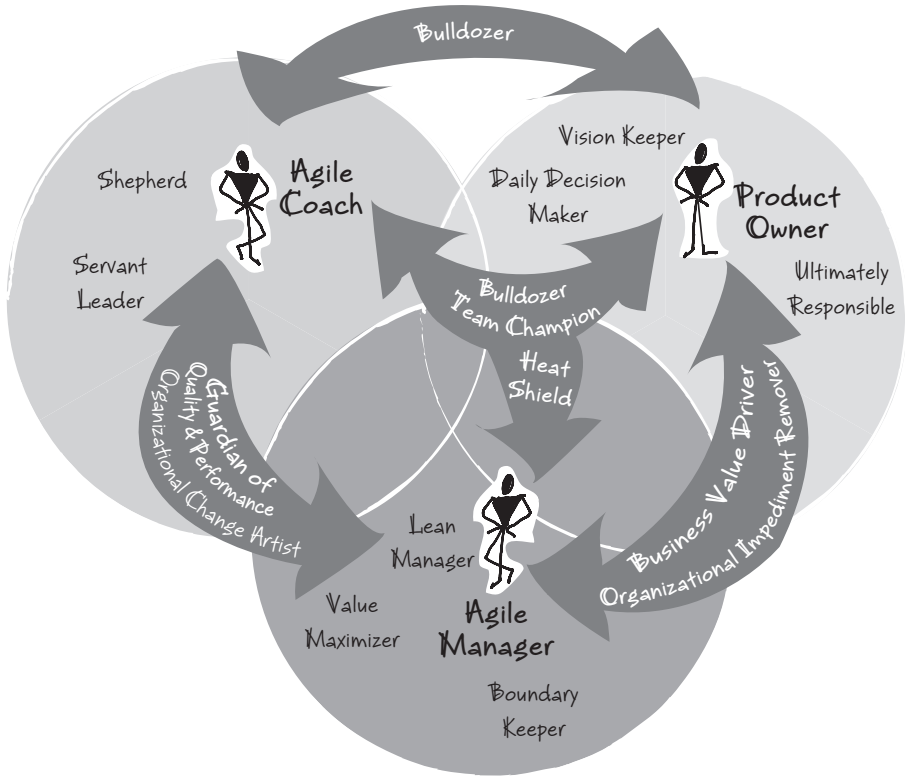 Bulldozer
Shepherd
Agile
Coach
Servant
Leader
Vision Keeper
Daily Decision
Maker
Product
Owner
Ultimately
Responsible
Bulldozer
Team Champion
Heat
Shield
Guardian of
Quality & Performance
Organizational Change Artist
Business Value Driver
Organizational Impediment Remover
Lean
Manager
Value
Maximizer
Agile
Manager
Boundary
Keeper